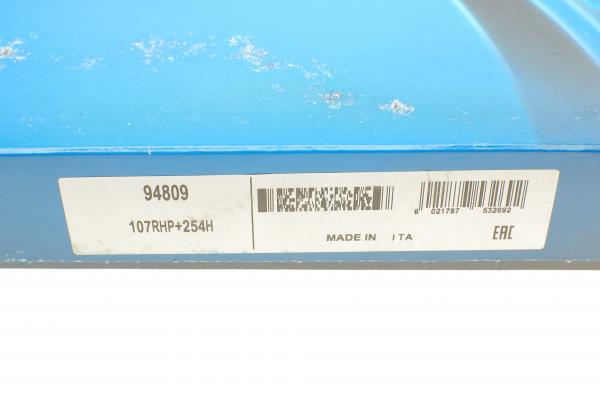 94809
107RHP+254H
8 021787 532692
MADE IN ITA
EAC